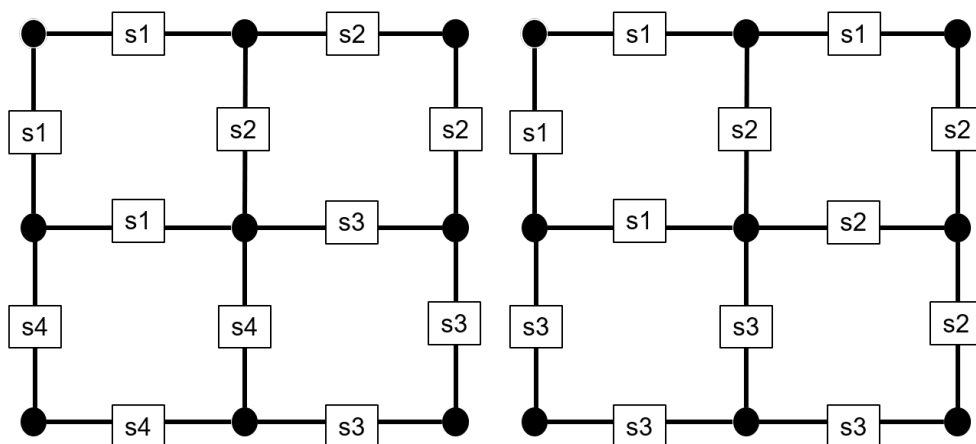 s1 s2 s1 s1
s1 s2 s2 s1 s2 s2
s1 s3 s1 s2
s4 s4 s3 s3 s3 s2
s4 s3 s3 s3